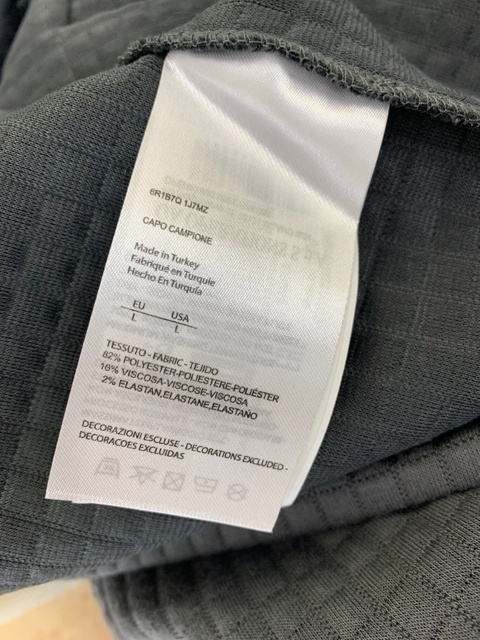 6R1B7Q 1J7MZ
CAPO CAMPIONE
Made in Turkey
Fabriqué en Turquie
Hecho En Turquía
EU USA
L L
TESSUTO - FABRIC - TEJIDO
82% POLYESTER-POLIESTERE-POLIÉSTER
16% VISCOSA-VISCOSE-VISCOSA
2% ELASTAN,ELASTANE,ELASTAÑO
DECORAZIONI ESCLUSE - DECORATIONS EXCLUDED -
DECORACOES EXCLUIDAS